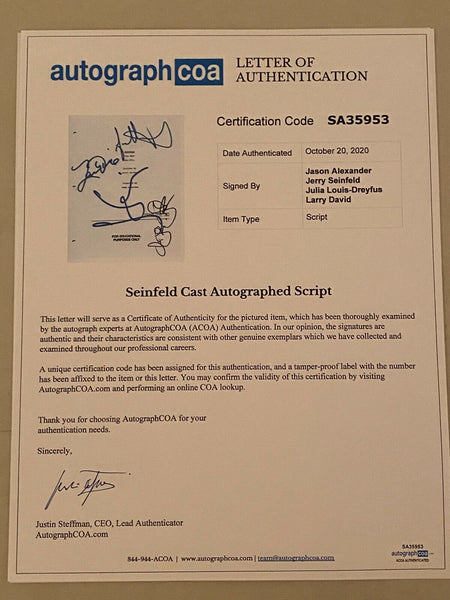 autographcoa
LETTER OF
AUTHENTICATION
Certification Code SA35953
Date Authenticated October 20, 2020
Signed By Jason Alexander
Jerry Seinfeld
Julia Louis-Dreyfus
Larry David
Item Type Script
FOR EDUCATIONAL
PURPOSES ONLY
Seinfeld Cast Autographed Script
This letter will serve as a Certificate of Authenticity for the pictured item, which has been thoroughly examined
by the autograph experts at AutographCOA (ACOA) Authentication. In our opinion, the signatures are
authentic and their characteristics are consistent with other genuine exemplars which we have collected and
examined throughout our professional careers.
A unique certification code has been assigned for this authentication, and a tamper-proof label with the number
has been affixed to the item or this letter. You may confirm the validity of this certification by visiting
AutographCOA.com and performing an online COA lookup.
Thank you for choosing AutographCOA for your
authentication needs.
Sincerely,
Justin Steffman, CEO, Lead Authenticator
AutographCOA.com
844-944-ACOA | www.autographcoa.com | team@autographcoa.com
SA35953
autographcoa
ACOA AUTHENTICATED